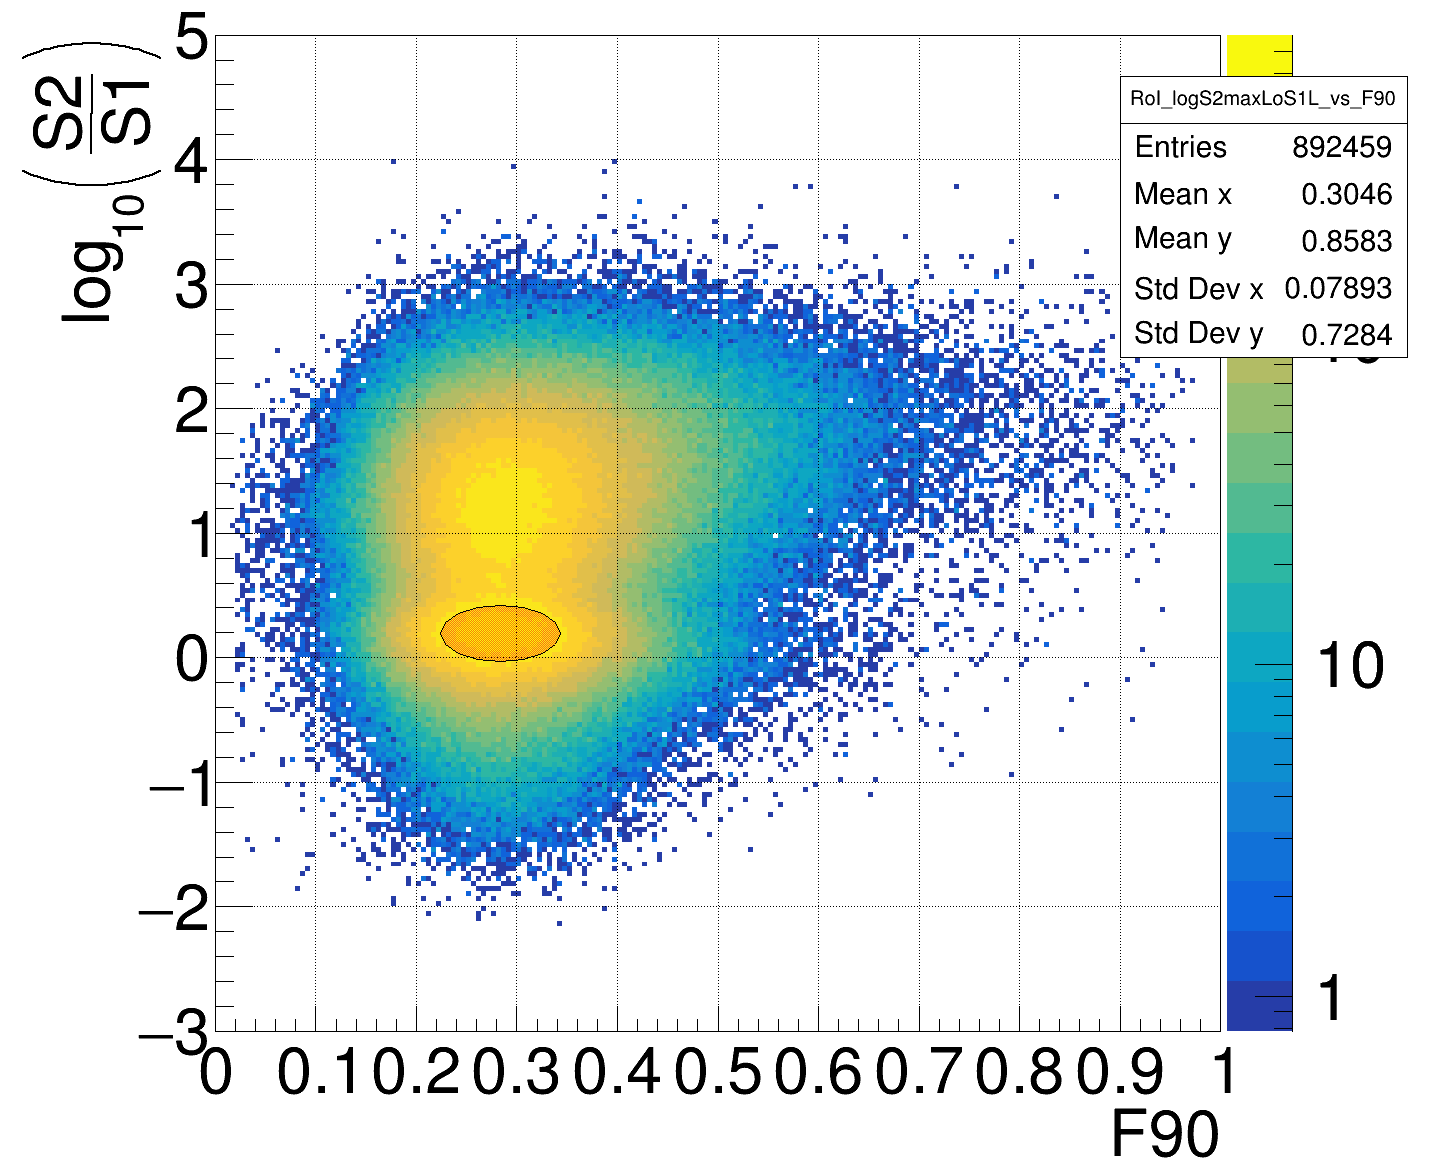 log10 (S2/S1)
5
4
3
2
1
0
−1
−2
−3
0 0.1 0.2 0.3 0.4 0.5 0.6 0.7 0.8 0.9 1
F90
RoI_logS2maxLoS1L_vs_F90
Entries 892459
Mean x 0.3046
Mean y 0.8583
Std Dev x 0.07893
Std Dev y 0.7284
10
1